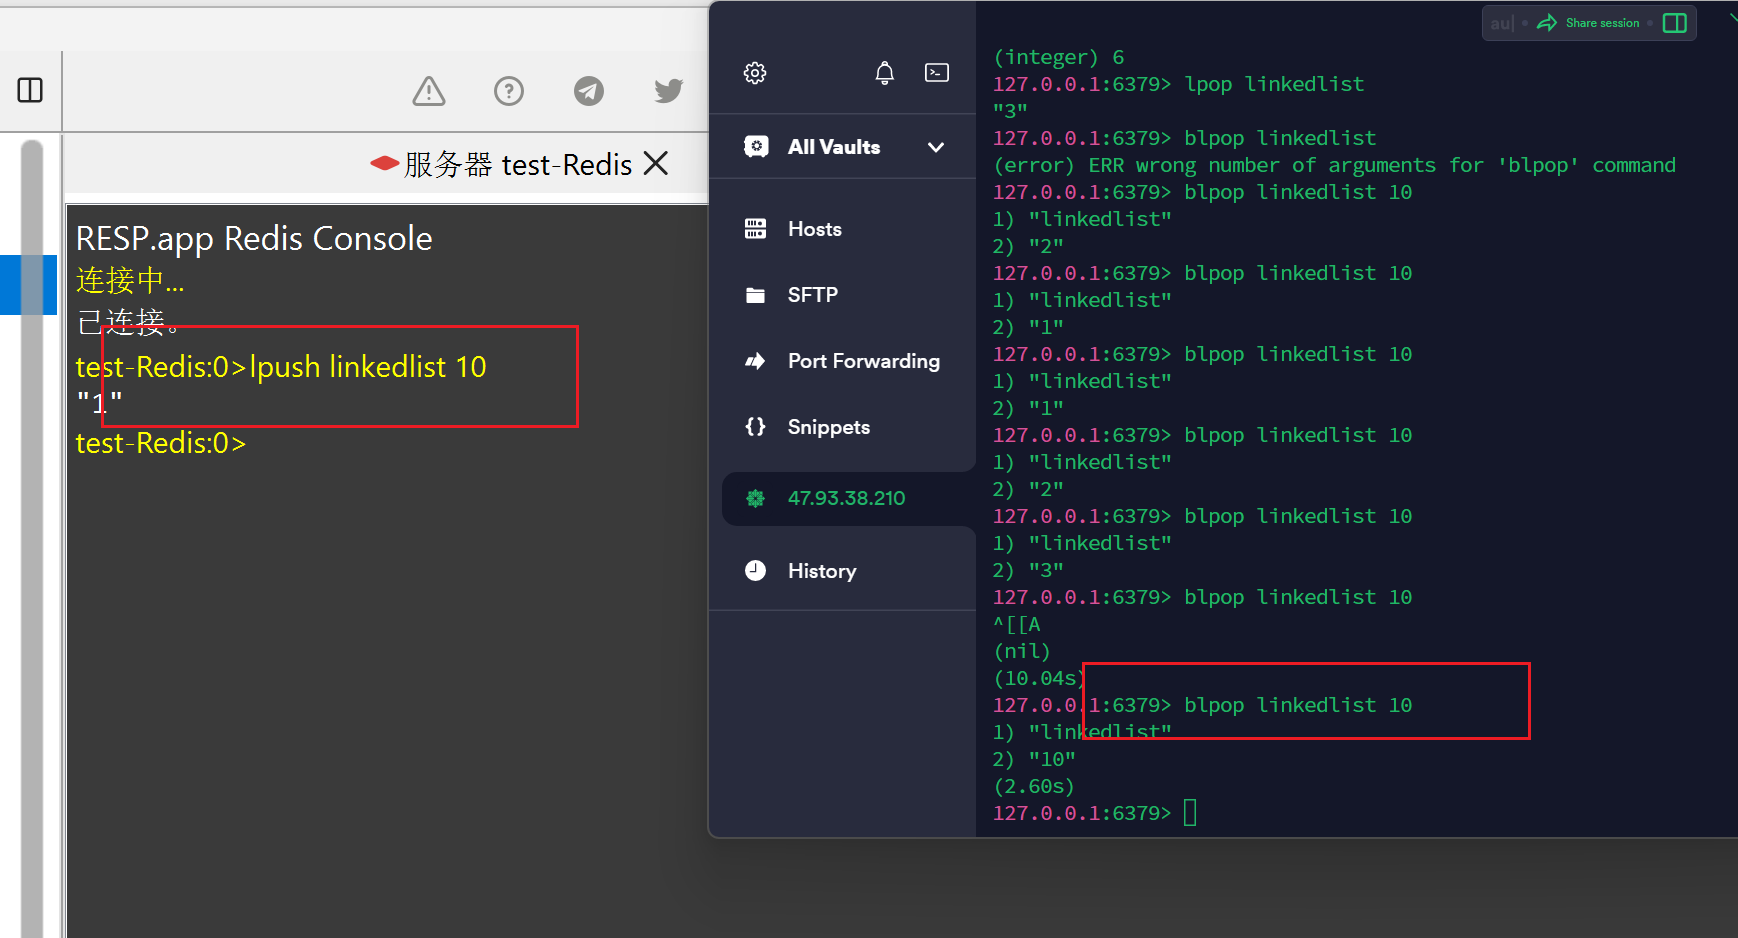 服务器 test-Redis
RESP.app Redis Console
连接中...
已连接。
test-Redis:0>lpush linkedlist 10
"1"
test-Redis:0>
All Vaults
Hosts
SFTP
Port Forwarding
Snippets
47.93.38.210
History
au| • Share session •
(integer) 6
127.0.0.1:6379> lpop linkedlist
"3"
127.0.0.1:6379> blpop linkedlist
(error) ERR wrong number of arguments for 'blpop' command
127.0.0.1:6379> blpop linkedlist 10
1) "linkedlist"
2) "2"
127.0.0.1:6379> blpop linkedlist 10
1) "linkedlist"
2) "1"
127.0.0.1:6379> blpop linkedlist 10
1) "linkedlist"
2) "1"
127.0.0.1:6379> blpop linkedlist 10
1) "linkedlist"
2) "2"
127.0.0.1:6379> blpop linkedlist 10
1) "linkedlist"
2) "3"
127.0.0.1:6379> blpop linkedlist 10
^[[A
(nil)
(10.04s)
127.0.0.1:6379> blpop linkedlist 10
1) "linkedlist"
2) "10"
(2.60s)
127.0.0.1:6379>